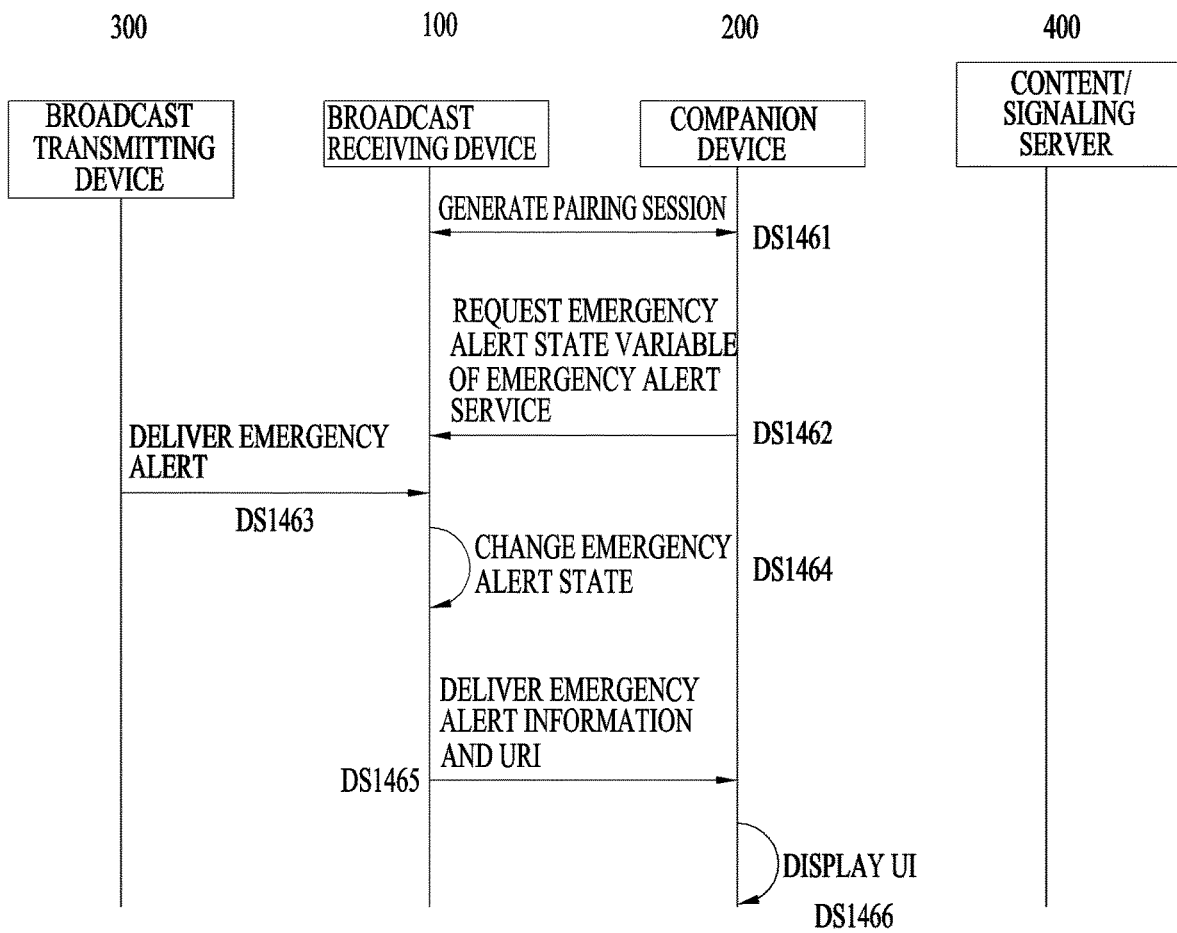 300
100
200
400
BROADCAST
TRANSMITTING
DEVICE
BROADCAST
RECEIVING DEVICE
COMPANION
DEVICE
CONTENT/
SIGNALING
SERVER
GENERATE PAIRING SESSION
DS1461
REQUEST EMERGENCY
ALERT STATE VARIABLE
OF EMERGENCY ALERT
SERVICE
DS1462
DELIVER EMERGENCY
ALERT
DS1463
CHANGE EMERGENCY
ALERT STATE
DS1464
DELIVER EMERGENCY
ALERT INFORMATION
AND URI
DS1465
DISPLAY UI
DS1466